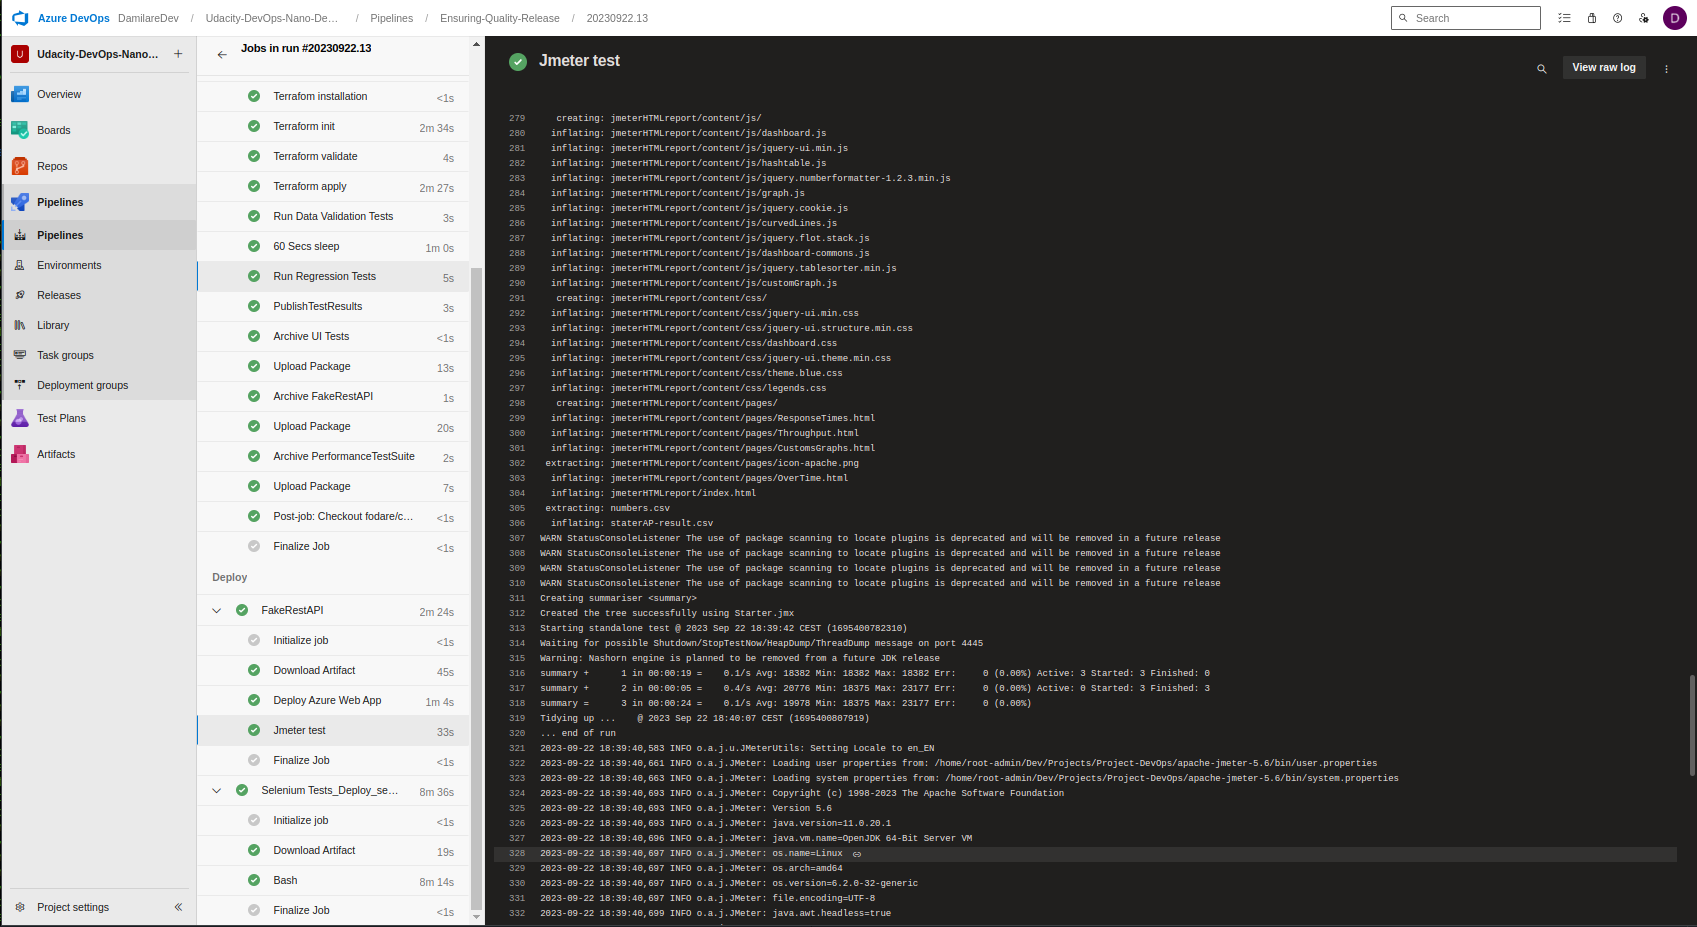 Azure DevOps DamilareDev / Udacity-DevOps-Nano-De... / Pipelines / Ensuring-Quality-Release / 20230922.13
Search
D
U Udacity-DevOps-Nano... +
Overview
Boards
Repos
Pipelines
Pipelines
Environments
Releases
Library
Task groups
Deployment groups
Test Plans
Artifacts
Project settings
Jobs in run #20230922.13
Terrafom installation <1s
Terraform init 2m 34s
Terraform validate 4s
Terraform apply 2m 27s
Run Data Validation Tests 3s
60 Secs sleep 1m 0s
Run Regression Tests 5s
PublishTestResults 3s
Archive UI Tests <1s
Upload Package 13s
Archive FakeRestAPI 1s
Upload Package 20s
Archive PerformanceTestSuite 2s
Upload Package 7s
Post-job: Checkout fodare/c... <1s
Finalize Job <1s
Deploy
FakeRestAPI 2m 24s
Initialize job <1s
Download Artifact 45s
Deploy Azure Web App 1m 4s
Jmeter test 33s
Finalize Job <1s
Selenium Tests_Deploy_se... 8m 36s
Initialize job <1s
Download Artifact 19s
Bash 8m 14s
Finalize Job <1s
Jmeter test
View raw log
279 creating: jmeterHTMLreport/content/js/
280 inflating: jmeterHTMLreport/content/js/dashboard.js
281 inflating: jmeterHTMLreport/content/js/jquery-ui.min.js
282 inflating: jmeterHTMLreport/content/js/hashtable.js
283 inflating: jmeterHTMLreport/content/js/jquery.numberformatter-1.2.3.min.js
284 inflating: jmeterHTMLreport/content/js/graph.js
285 inflating: jmeterHTMLreport/content/js/jquery.cookie.js
286 inflating: jmeterHTMLreport/content/js/curvedLines.js
287 inflating: jmeterHTMLreport/content/js/jquery.flot.stack.js
288 inflating: jmeterHTMLreport/content/js/dashboard-commons.js
289 inflating: jmeterHTMLreport/content/js/jquery.tablesorter.min.js
290 inflating: jmeterHTMLreport/content/js/customGraph.js
291 creating: jmeterHTMLreport/content/css/
292 inflating: jmeterHTMLreport/content/css/jquery-ui.min.css
293 inflating: jmeterHTMLreport/content/css/jquery-ui.structure.min.css
294 inflating: jmeterHTMLreport/content/css/dashboard.css
295 inflating: jmeterHTMLreport/content/css/jquery-ui.theme.min.css
296 inflating: jmeterHTMLreport/content/css/theme.blue.css
297 inflating: jmeterHTMLreport/content/css/legends.css
298 creating: jmeterHTMLreport/content/pages/
299 inflating: jmeterHTMLreport/content/pages/ResponseTimes.html
300 inflating: jmeterHTMLreport/content/pages/Throughput.html
301 inflating: jmeterHTMLreport/content/pages/CustomsGraphs.html
302 extracting: jmeterHTMLreport/content/pages/icon-apache.png
303 inflating: jmeterHTMLreport/content/pages/OverTime.html
304 inflating: jmeterHTMLreport/index.html
305 extracting: numbers.csv
306 inflating: staterAP-result.csv
307 WARN StatusConsoleListener The use of package scanning to locate plugins is deprecated and will be removed in a future release
308 WARN StatusConsoleListener The use of package scanning to locate plugins is deprecated and will be removed in a future release
309 WARN StatusConsoleListener The use of package scanning to locate plugins is deprecated and will be removed in a future release
310 WARN StatusConsoleListener The use of package scanning to locate plugins is deprecated and will be removed in a future release
311 Creating summariser <summary>
312 Created the tree successfully using Starter.jmx
313 Starting standalone test @ 2023 Sep 22 18:39:42 CEST (1695400782310)
314 Waiting for possible Shutdown/StopTestNow/HeapDump/ThreadDump message on port 4445
315 Warning: Nashorn engine is planned to be removed from a future JDK release
316 summary + 1 in 00:00:19 = 0.1/s Avg: 18382 Min: 18382 Max: 18382 Err: 0 (0.00%) Active: 3 Started: 3 Finished: 0
317 summary + 2 in 00:00:05 = 0.4/s Avg: 20776 Min: 18375 Max: 23177 Err: 0 (0.00%) Active: 0 Started: 3 Finished: 3
318 summary = 3 in 00:00:24 = 0.1/s Avg: 19978 Min: 18375 Max: 23177 Err: 0 (0.00%)
319 Tidying up ... @ 2023 Sep 22 18:40:07 CEST (1695400807919)
320 ... end of run
321 2023-09-22 18:39:40,583 INFO o.a.j.u.JMeterUtils: Setting Locale to en_EN
322 2023-09-22 18:39:40,661 INFO o.a.j.JMeter: Loading user properties from: /home/root-admin/Dev/Projects/Project-DevOps/apache-jmeter-5.6/bin/user.properties
323 2023-09-22 18:39:40,663 INFO o.a.j.JMeter: Loading system properties from: /home/root-admin/Dev/Projects/Project-DevOps/apache-jmeter-5.6/bin/system.properties
324 2023-09-22 18:39:40,693 INFO o.a.j.JMeter: Copyright (c) 1998-2023 The Apache Software Foundation
325 2023-09-22 18:39:40,693 INFO o.a.j.JMeter: Version 5.6
326 2023-09-22 18:39:40,693 INFO o.a.j.JMeter: java.version=11.0.20.1
327 2023-09-22 18:39:40,696 INFO o.a.j.JMeter: java.vm.name=OpenJDK 64-Bit Server VM
328 2023-09-22 18:39:40,697 INFO o.a.j.JMeter: os.name=Linux
329 2023-09-22 18:39:40,697 INFO o.a.j.JMeter: os.arch=amd64
330 2023-09-22 18:39:40,697 INFO o.a.j.JMeter: os.version=6.2.0-32-generic
331 2023-09-22 18:39:40,697 INFO o.a.j.JMeter: file.encoding=UTF-8
332 2023-09-22 18:39:40,699 INFO o.a.j.JMeter: java.awt.headless=true